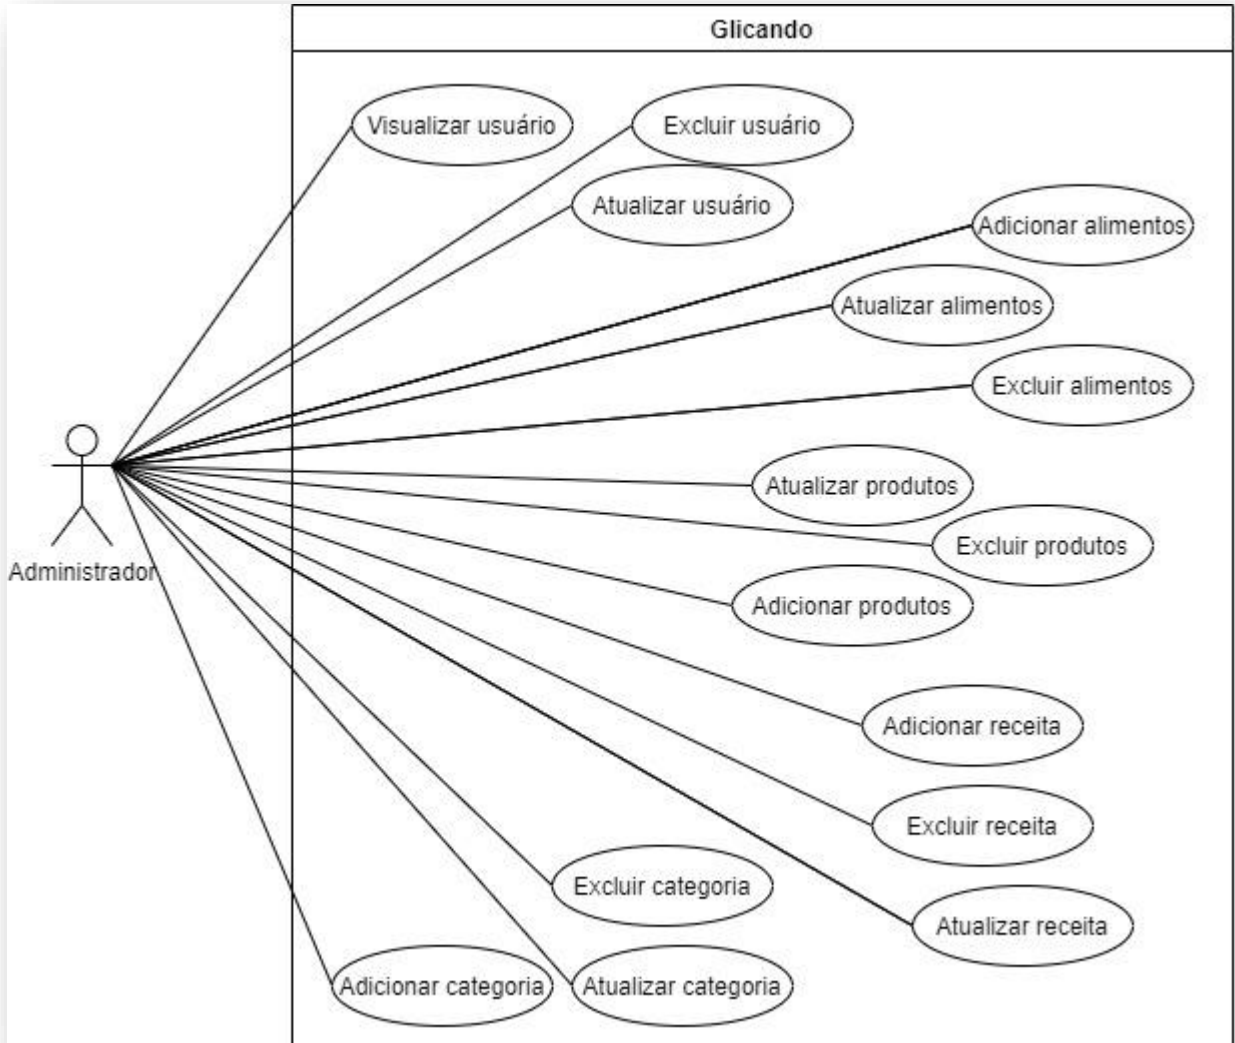 Glicando
Visualizar usuário
Excluir usuário
Atualizar usuário
Adicionar alimentos
Atualizar alimentos
Excluir alimentos
Atualizar produtos
Excluir produtos
Administrador
Adicionar produtos
Adicionar receita
Excluir receita
Excluir categoria
Atualizar receita
Adicionar categoria
Atualizar categoria